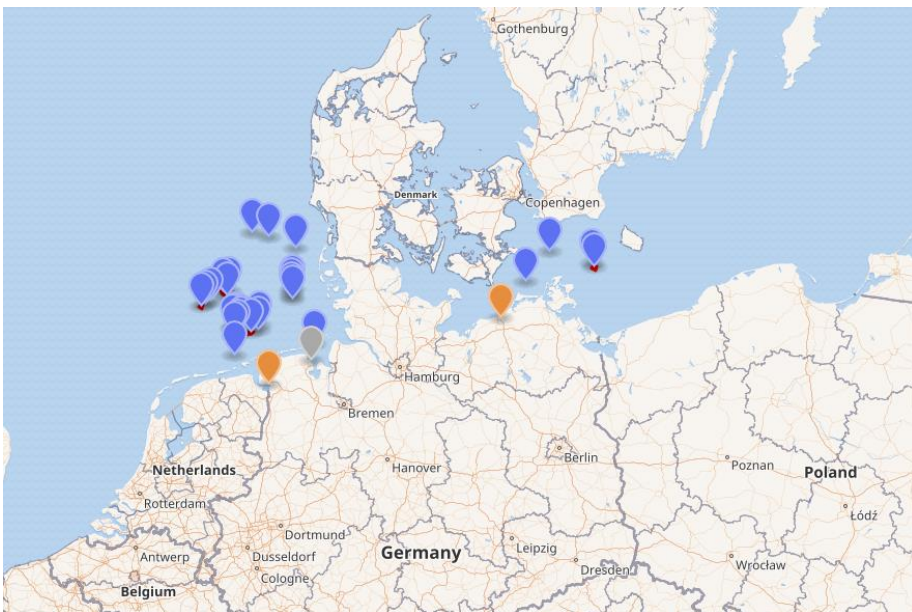 Gothenburg
Denmark
Copenhagen
Hamburg
Bremen
Hanover
Berlin
Poznan
Netherlands
Poland
Rotterdam
Łódź
Dortmund
Antwerp
Dusseldorf
Germany
Leipzig
Wrocław
Cologne
Dresden
Belgium